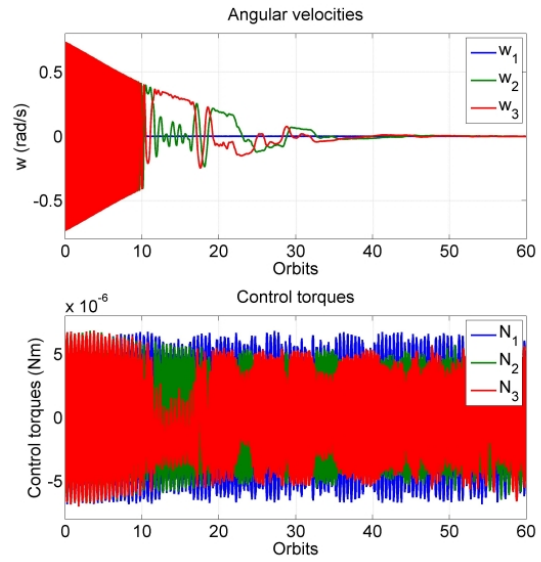 Angular velocities
w (rad/s)
0.5
0
-0.5
w₁
w₂
w₃
0 10 20 30 40 50 60
Orbits
x 10⁻⁶
Control torques
Control torques (Nm)
5
0
-5
N₁
N₂
N₃
0 10 20 30 40 50 60
Orbits